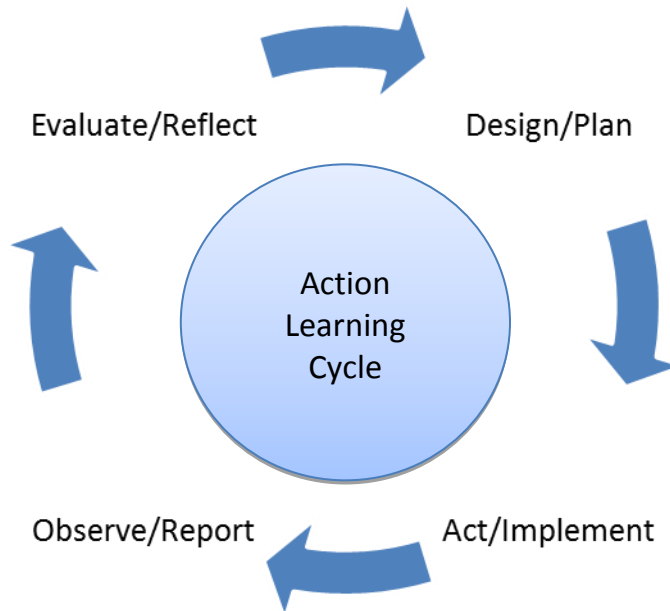 Evaluate/Reflect
Design/Plan
Action
Learning
Cycle
Observe/Report
Act/Implement